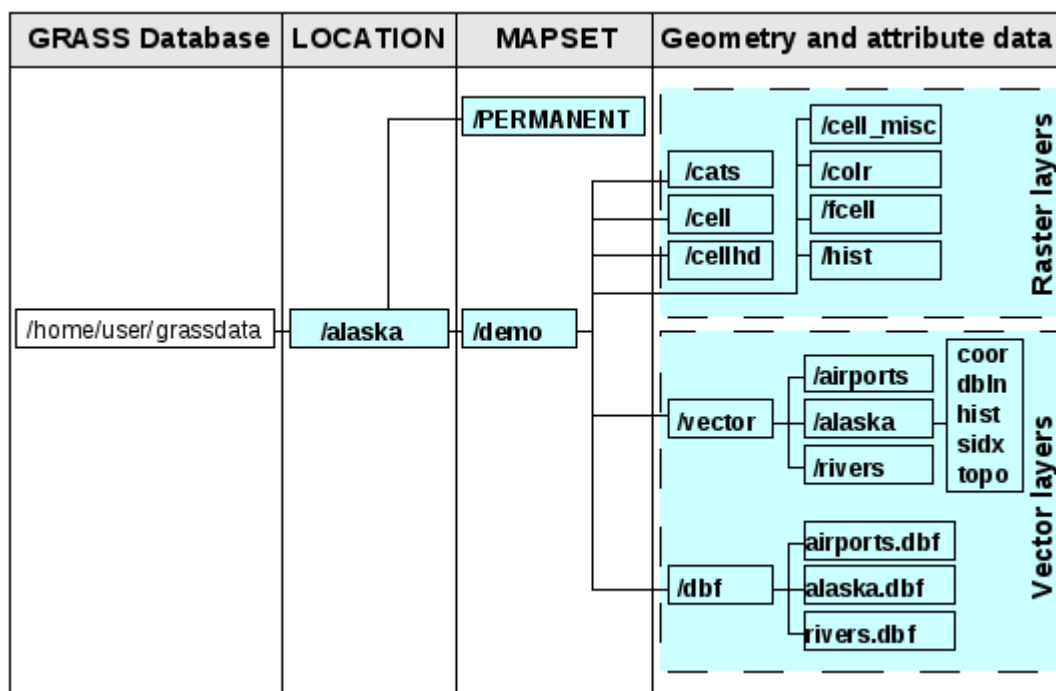 GRASS Database
LOCATION
MAPSET
Geometry and attribute data
/PERMANENT
/cell_misc
/cats
/colr
/cell
/fcell
/cellhd
/hist
Raster layers
/home/user/grassdata
/alaska
/demo
/vector
/airports
/alaska
/rivers
coor
dbln
hist
sidx
topo
Vector layers
/dbf
airports.dbf
alaska.dbf
rivers.dbf